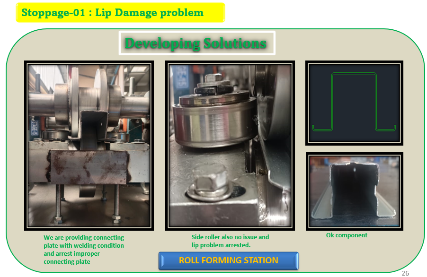 Stoppage-01 : Lip Damage problem
Developing Solutions
We are providing connecting
plate with welding condition
and arrest improper
connecting plate
Side roller also no issue and
lip problem arrested.
Ok component
ROLL FORMING STATION
26